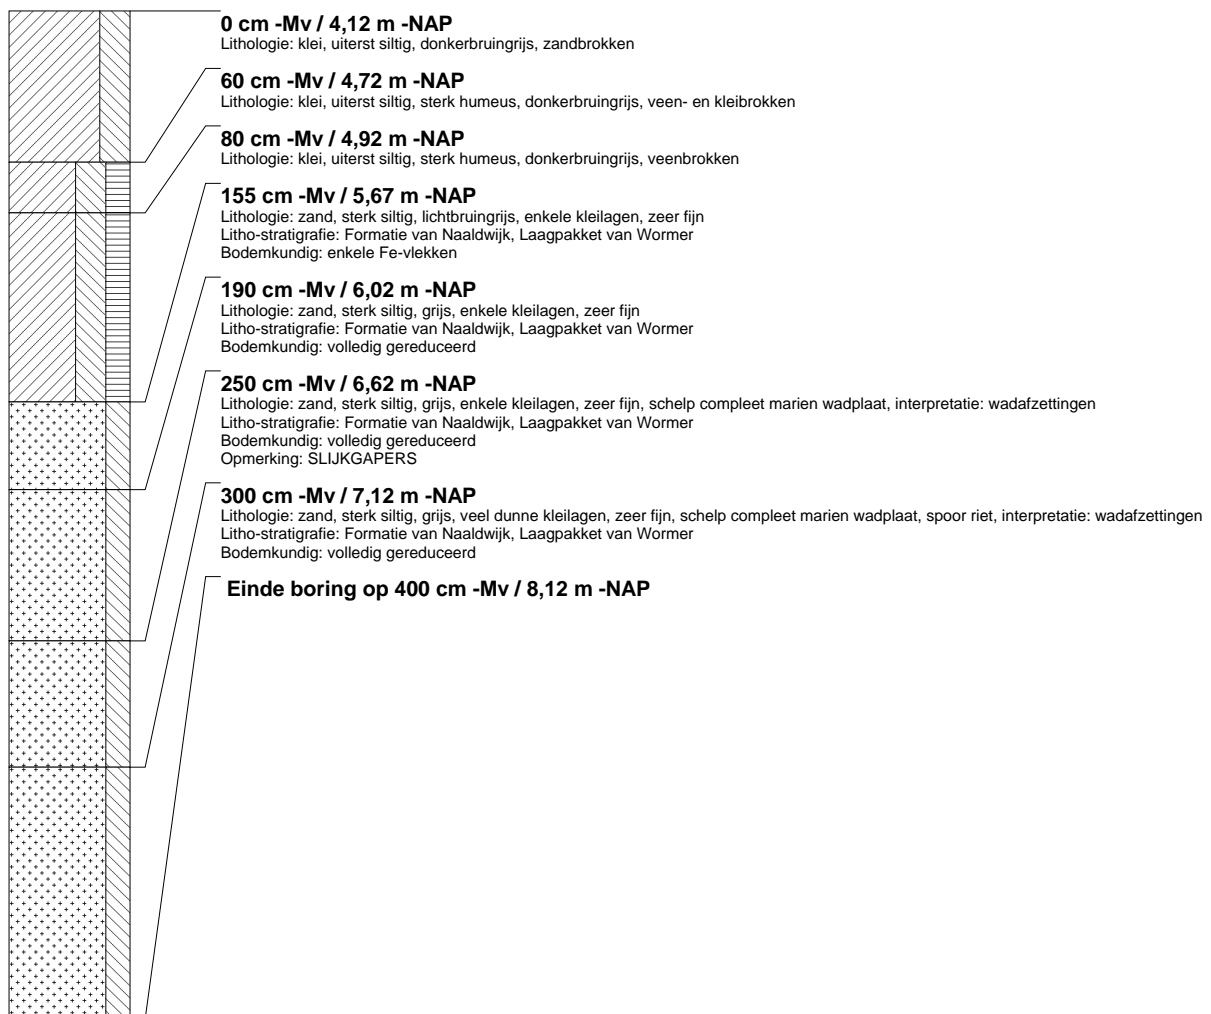 0 cm -Mv / 4,12 m -NAP
Lithologie: klei, uiterst siltig, donkerbruingrijs, zandbrokken
60 cm -Mv / 4,72 m -NAP
Lithologie: klei, uiterst siltig, sterk humeus, donkerbruingrijs, veen- en kleibrokken
80 cm -Mv / 4,92 m -NAP
Lithologie: klei, uiterst siltig, sterk humeus, donkerbruingrijs, veenbrokken
155 cm -Mv / 5,67 m -NAP
Lithologie: zand, sterk siltig, lichtbruingrijs, enkele kleilagen, zeer fijn
Litho-stratigrafie: Formatie van Naaldwijk, Laagpakket van Wormer
Bodemkundig: enkele Fe-vlekken
190 cm -Mv / 6,02 m -NAP
Lithologie: zand, sterk siltig, grijs, enkele kleilagen, zeer fijn
Litho-stratigrafie: Formatie van Naaldwijk, Laagpakket van Wormer
Bodemkundig: volledig gereduceerd
250 cm -Mv / 6,62 m -NAP
Lithologie: zand, sterk siltig, grijs, enkele kleilagen, zeer fijn, schelp compleet marien wadplaat, interpretatie: wadafzettingen
Litho-stratigrafie: Formatie van Naaldwijk, Laagpakket van Wormer
Bodemkundig: volledig gereduceerd
Opmerking: SLIJKGAPERS
300 cm -Mv / 7,12 m -NAP
Lithologie: zand, sterk siltig, grijs, veel dunne kleilagen, zeer fijn, schelp compleet marien wadplaat, spoor riet, interpretatie: wadafzettingen
Litho-stratigrafie: Formatie van Naaldwijk, Laagpakket van Wormer
Bodemkundig: volledig gereduceerd
Einde boring op 400 cm -Mv / 8,12 m -NAP